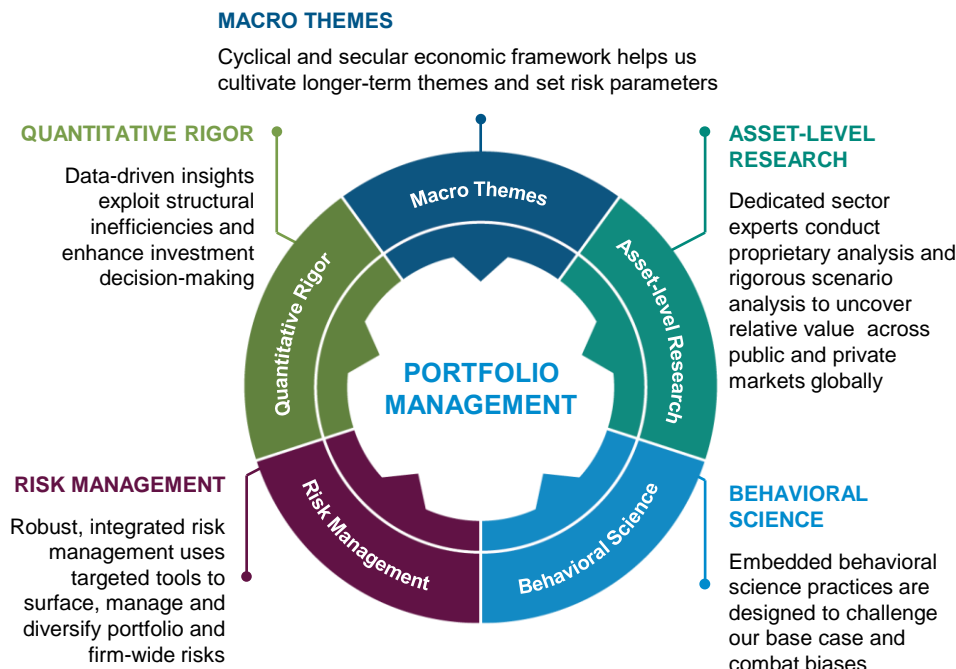 MACRO THEMES
Cyclical and secular economic framework helps us
cultivate longer-term themes and set risk parameters
QUANTITATIVE RIGOR
Data-driven insights
exploit structural
inefficiencies and
enhance investment
decision-making
ASSET-LEVEL
RESEARCH
Dedicated sector
experts conduct
proprietary analysis and
rigorous scenario
analysis to uncover
relative value across
public and private
markets globally
Macro Themes
Quantitative Rigor
Asset-level Research
PORTFOLIO
MANAGEMENT
Risk Management
Behavioral Science
RISK MANAGEMENT
Robust, integrated risk
management uses
targeted tools to
surface, manage and
diversify portfolio and
firm-wide risks
BEHAVIORAL
SCIENCE
Embedded behavioral
science practices are
designed to challenge
our base case and
combat biases